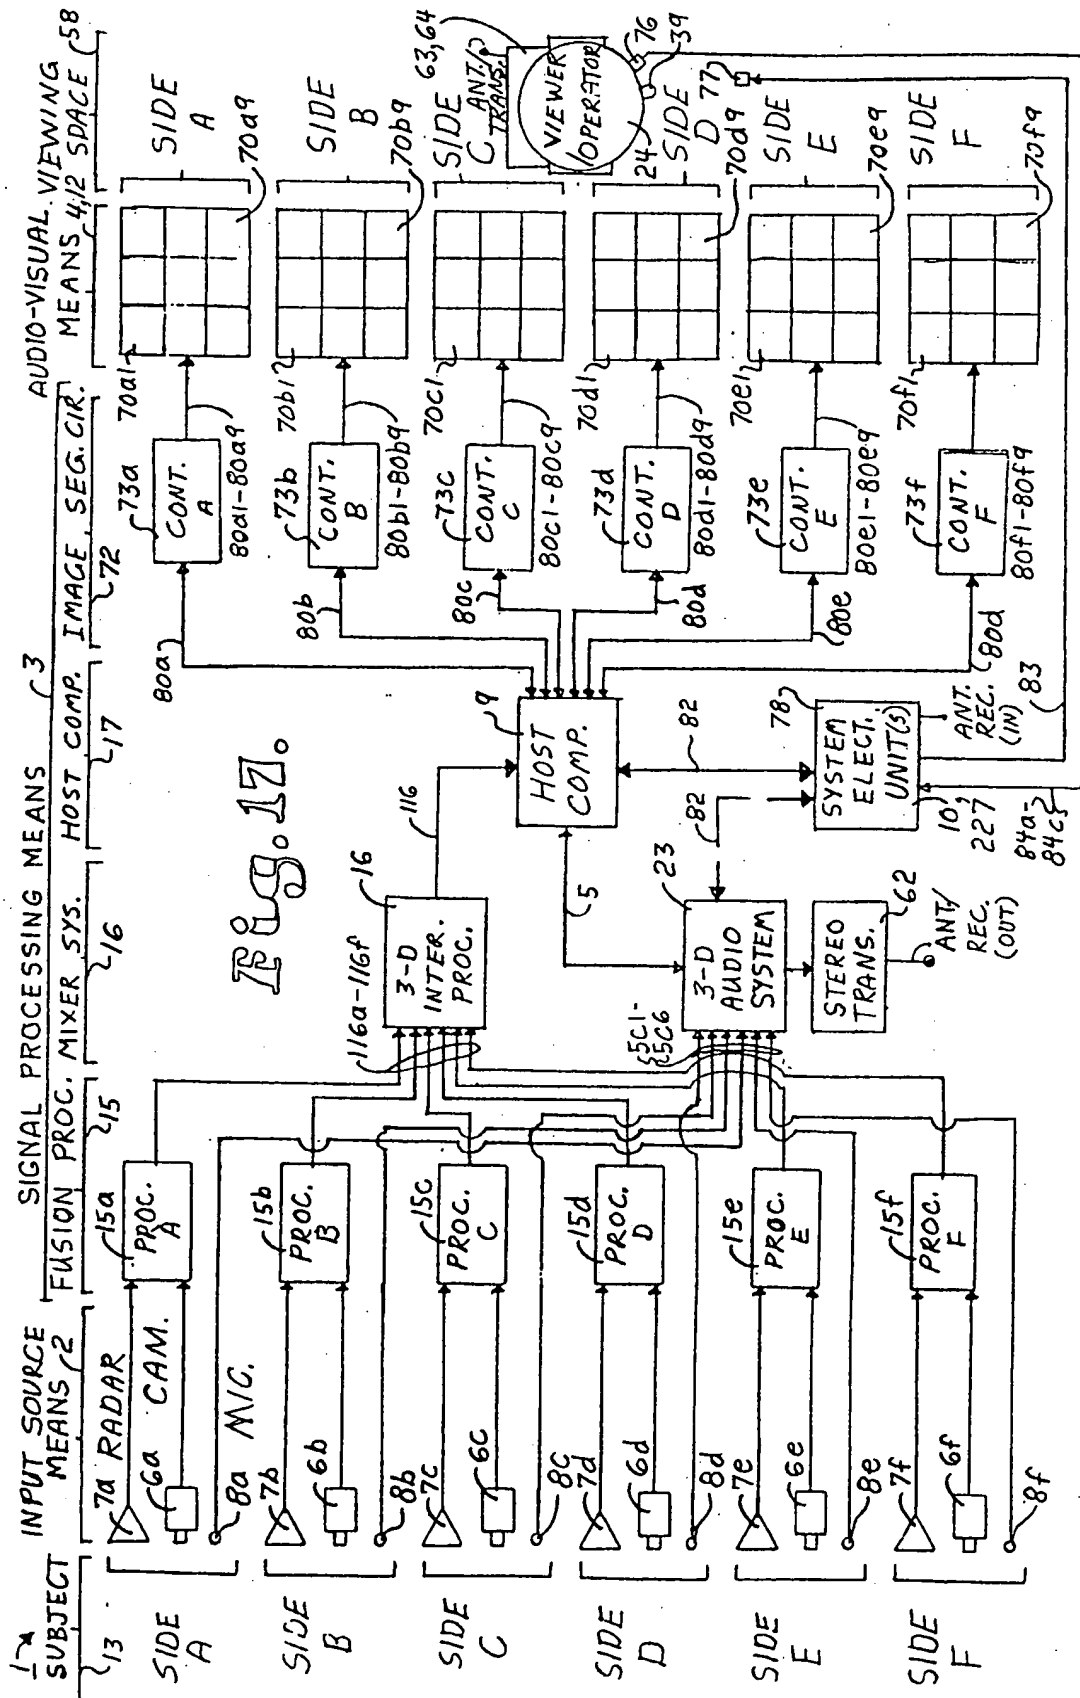 SIGNAL PROCESSING MEANS 3
1
SUBJECT
13
INPUT SOURCE
MEANS 2
FUSION PROC.
15
MIXER SYS.
16
HOST COMP.
17
IMAGE SEG. CIR.
72
AUDIO-VISUAL
MEANS 4,12
VIEWING
SPACE 58
SIDE
A
7a RADAR
6a CAM.
8a MIC.
15a
PROC.
A
80a
73a
CONT.
A
80a1-80a9
70a1
70a9
SIDE
A
SIDE
B
7b
6b
8b
15b
PROC.
B
80b
73b
CONT.
B
80b1-80b9
70b1
70b9
SIDE
B
SIDE
C
7c
6c
8c
15c
PROC.
C
80c
73c
CONT.
C
80c1-80c9
70c1
SIDE
C
SIDE
D
7d
6d
8d
15d
PROC.
D
80d
73d
CONT.
D
80d1-80d9
70d1
70d9
SIDE
D
SIDE
E
7e
6e
8e
15e
PROC.
E
80e
73e
CONT.
E
80e1-80e9
70e1
70e9
SIDE
E
SIDE
F
7f
6f
8f
15f
PROC.
F
80d
73f
CONT.
F
80f1-80f9
70f1
70f9
SIDE
F
Fig. 17.
116a-116f
16
3-D
INTER.
PROC.
116
9
HOST
COMP.
5
82
5C1-
5C6
23
3-D
AUDIO
SYSTEM
82
62
STEREO
TRANS.
ANT/
REC.
(OUT)
78
SYSTEM
ELECT.
UNIT(S)
10,
227
ANT.
REC.
(IN)
83
84a-
84c
ANT./
TRANS.
63,64
VIEWER
/OPERATOR
24
76
39
77